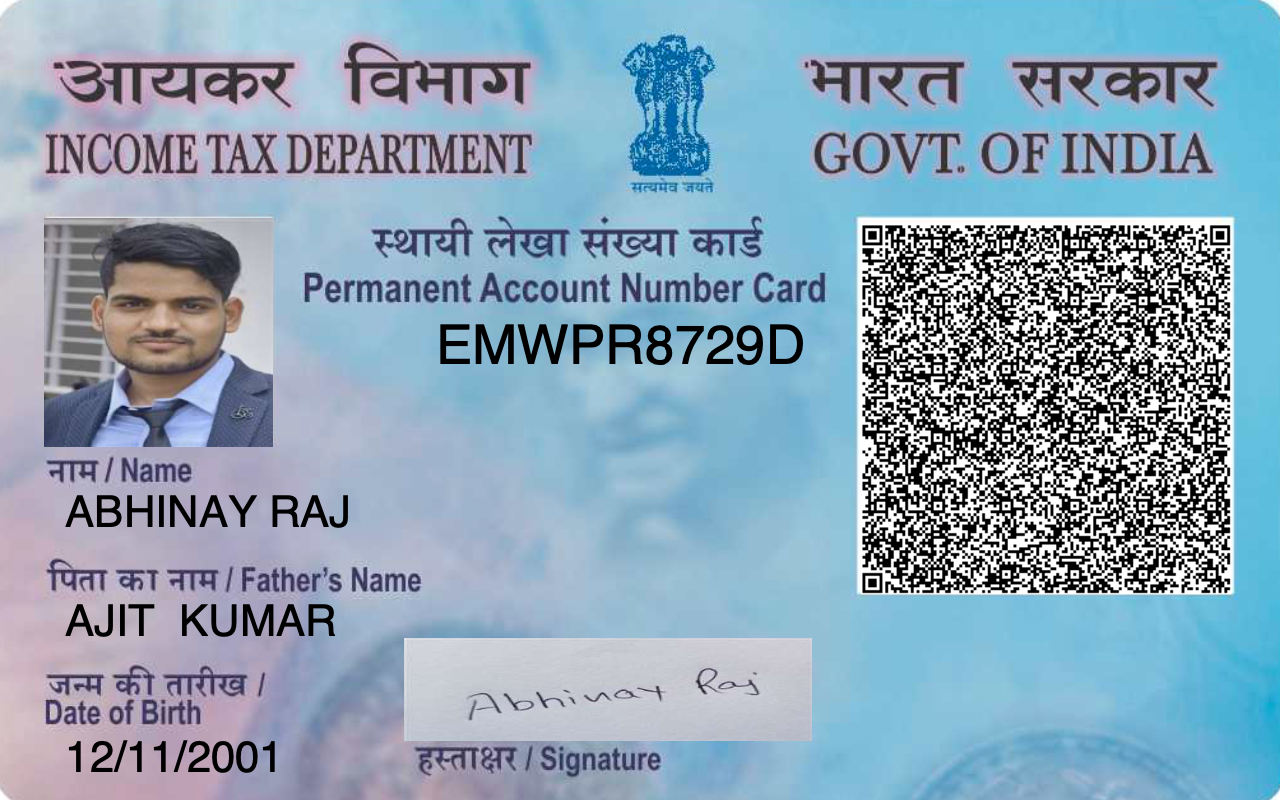 आयकर विभाग
INCOME TAX DEPARTMENT
सत्यमेव जयते
भारत सरकार
GOVT. OF INDIA
स्थायी लेखा संख्या कार्ड
Permanent Account Number Card
EMWPR8729D
नाम / Name
ABHINAY RAJ
पिता का नाम / Father's Name
AJIT KUMAR
जन्म की तारीख /
Date of Birth
12/11/2001
Abhinay Raj
हस्ताक्षर / Signature